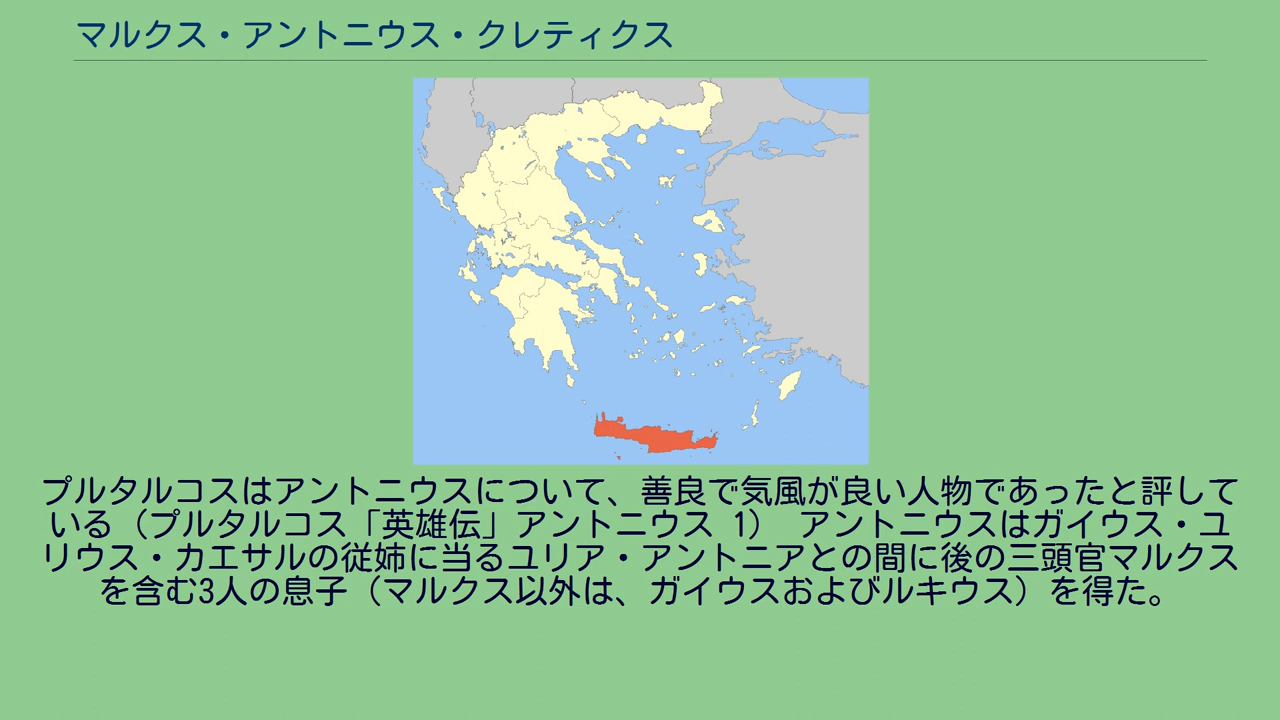 マルクス・アントニウス・クレティクス
プルタルコスはアントニウスについて、善良で気風が良い人物であったと評して
いる（プルタルコス「英雄伝」アントニウス 1） アントニウスはガイウス・ユ
リウス・カエサルの従姉に当るユリア・アントニアとの間に後の三頭官マルクス
を含む3人の息子（マルクス以外は、ガイウスおよびルキウス）を得た。